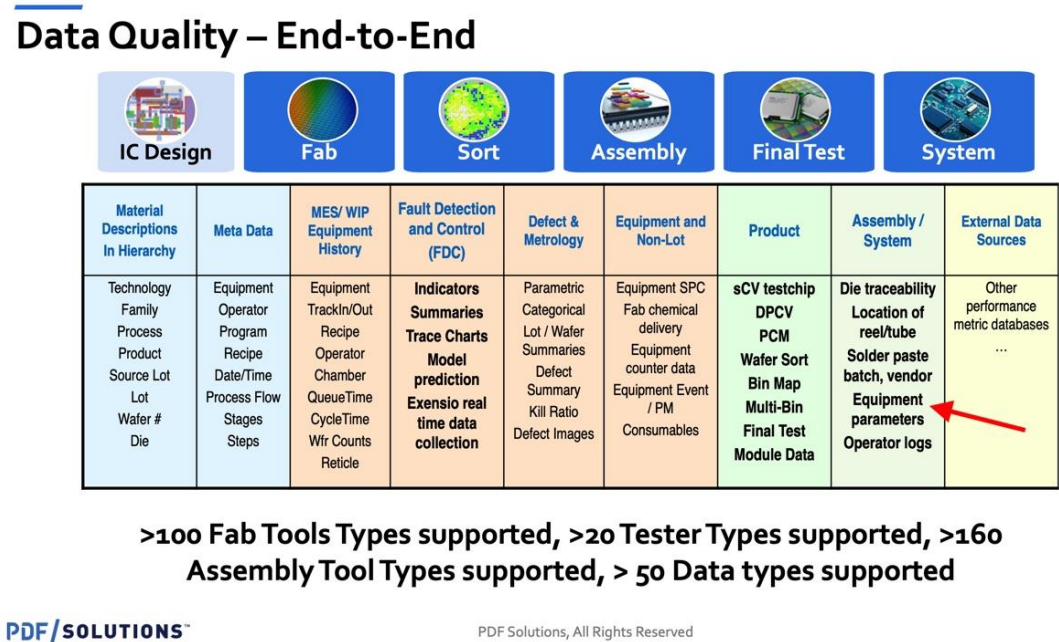 Data Quality – End-to-End
IC Design
Fab
Sort
Assembly
Final Test
System
Material
Descriptions
In Hierarchy
Meta Data
MES/ WIP
Equipment
History
Fault Detection
and Control
(FDC)
Defect &
Metrology
Equipment and
Non-Lot
Product
Assembly /
System
External Data
Sources
Technology
Family
Process
Product
Source Lot
Lot
Wafer #
Die
Equipment
Operator
Program
Recipe
Date/Time
Process Flow
Stages
Steps
Equipment
TrackIn/Out
Recipe
Operator
Chamber
QueueTime
CycleTime
Wfr Counts
Reticle
Indicators
Summaries
Trace Charts
Model
prediction
Exensio real
time data
collection
Parametric
Categorical
Lot / Wafer
Summaries
Defect
Summary
Kill Ratio
Defect Images
Equipment SPC
Fab chemical
delivery
Equipment
counter data
Equipment Event
/ PM
Consumables
sCV testchip
DPCV
PCM
Wafer Sort
Bin Map
Multi-Bin
Final Test
Module Data
Die traceability
Location of
reel/tube
Solder paste
batch, vendor
Equipment
parameters
Operator logs
Other
performance
metric databases
…
>100 Fab Tools Types supported, >20 Tester Types supported, >160
Assembly Tool Types supported, > 50 Data types supported
PDF/SOLUTIONS™
PDF Solutions, All Rights Reserved